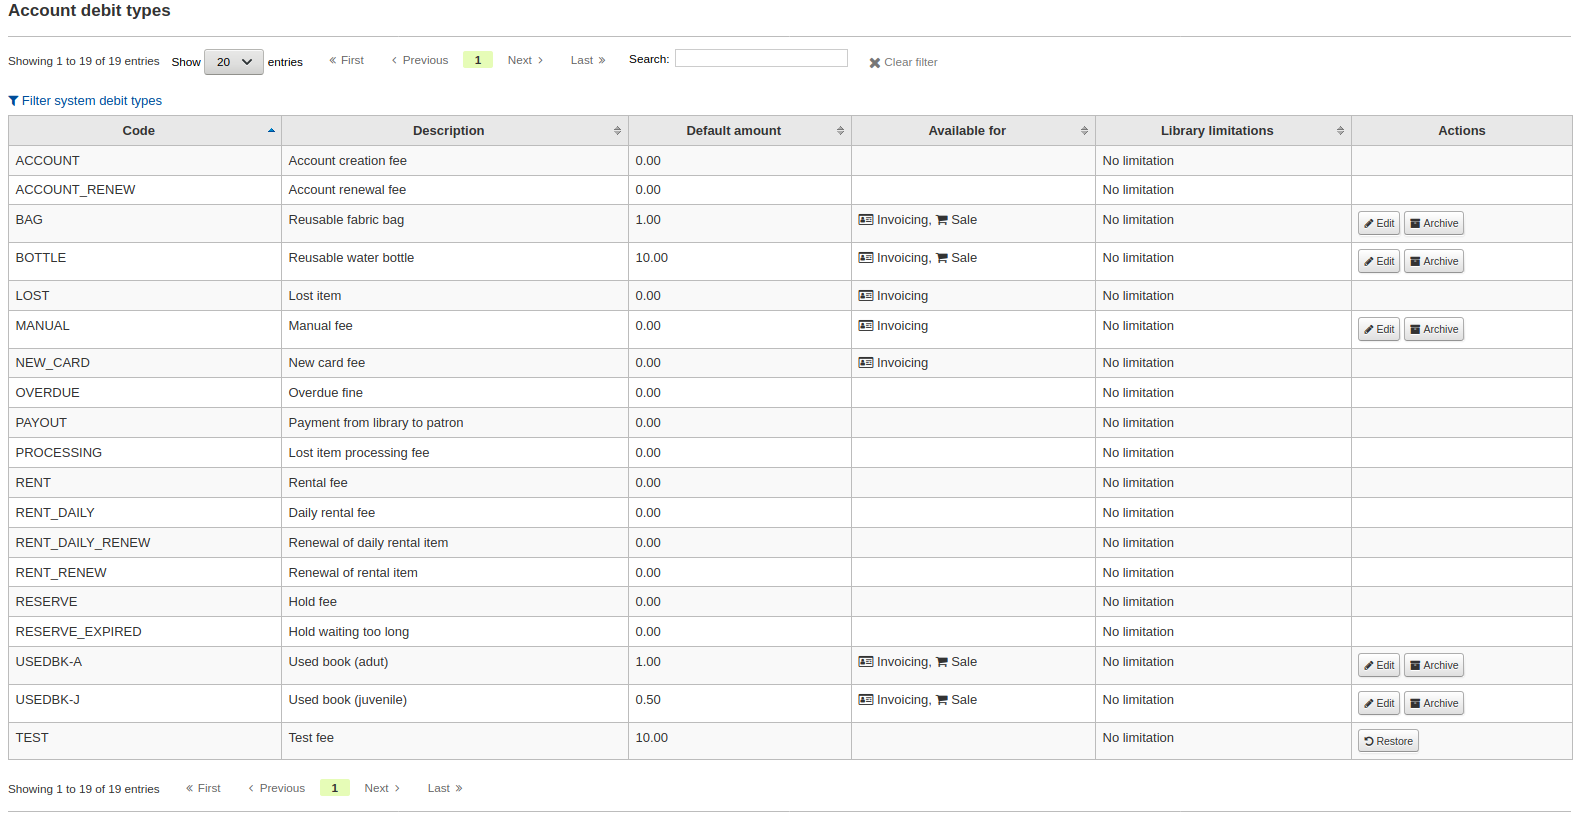 Account debit types
Showing 1 to 19 of 19 entries Show 20 entries « First ‹ Previous 1 Next › Last » Search: Clear filter
Filter system debit types
Code Description Default amount Available for Library limitations Actions
ACCOUNT Account creation fee 0.00 No limitation
ACCOUNT_RENEW Account renewal fee 0.00 No limitation
BAG Reusable fabric bag 1.00 Invoicing, Sale No limitation Edit Archive
BOTTLE Reusable water bottle 10.00 Invoicing, Sale No limitation Edit Archive
LOST Lost item 0.00 Invoicing No limitation
MANUAL Manual fee 0.00 Invoicing No limitation Edit Archive
NEW_CARD New card fee 0.00 Invoicing No limitation
OVERDUE Overdue fine 0.00 No limitation
PAYOUT Payment from library to patron 0.00 No limitation
PROCESSING Lost item processing fee 0.00 No limitation
RENT Rental fee 0.00 No limitation
RENT_DAILY Daily rental fee 0.00 No limitation
RENT_DAILY_RENEW Renewal of daily rental item 0.00 No limitation
RENT_RENEW Renewal of rental item 0.00 No limitation
RESERVE Hold fee 0.00 No limitation
RESERVE_EXPIRED Hold waiting too long 0.00 No limitation
USEDBK-A Used book (adut) 1.00 Invoicing, Sale No limitation Edit Archive
USEDBK-J Used book (juvenile) 0.50 Invoicing, Sale No limitation Edit Archive
TEST Test fee 10.00 No limitation Restore
Showing 1 to 19 of 19 entries « First ‹ Previous 1 Next › Last »